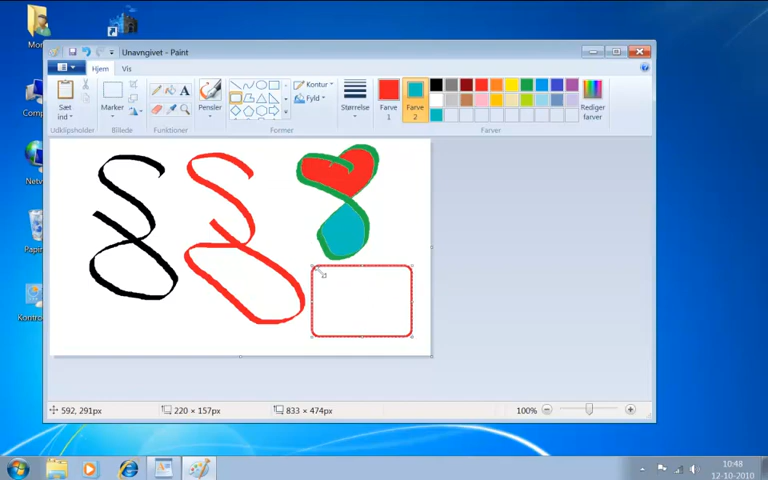 Unavngivet - Paint
Hjem
Vis
Sæt
ind
Marker
A
Pensler
Kontur
Fyld
Størrelse
Farve
1
Farve
2
Rediger
farver
Udklipsholder
Billede
Funktioner
Former
Farver
592, 291px
220 × 157px
833 × 474px
100%
10:48
12-10-2010